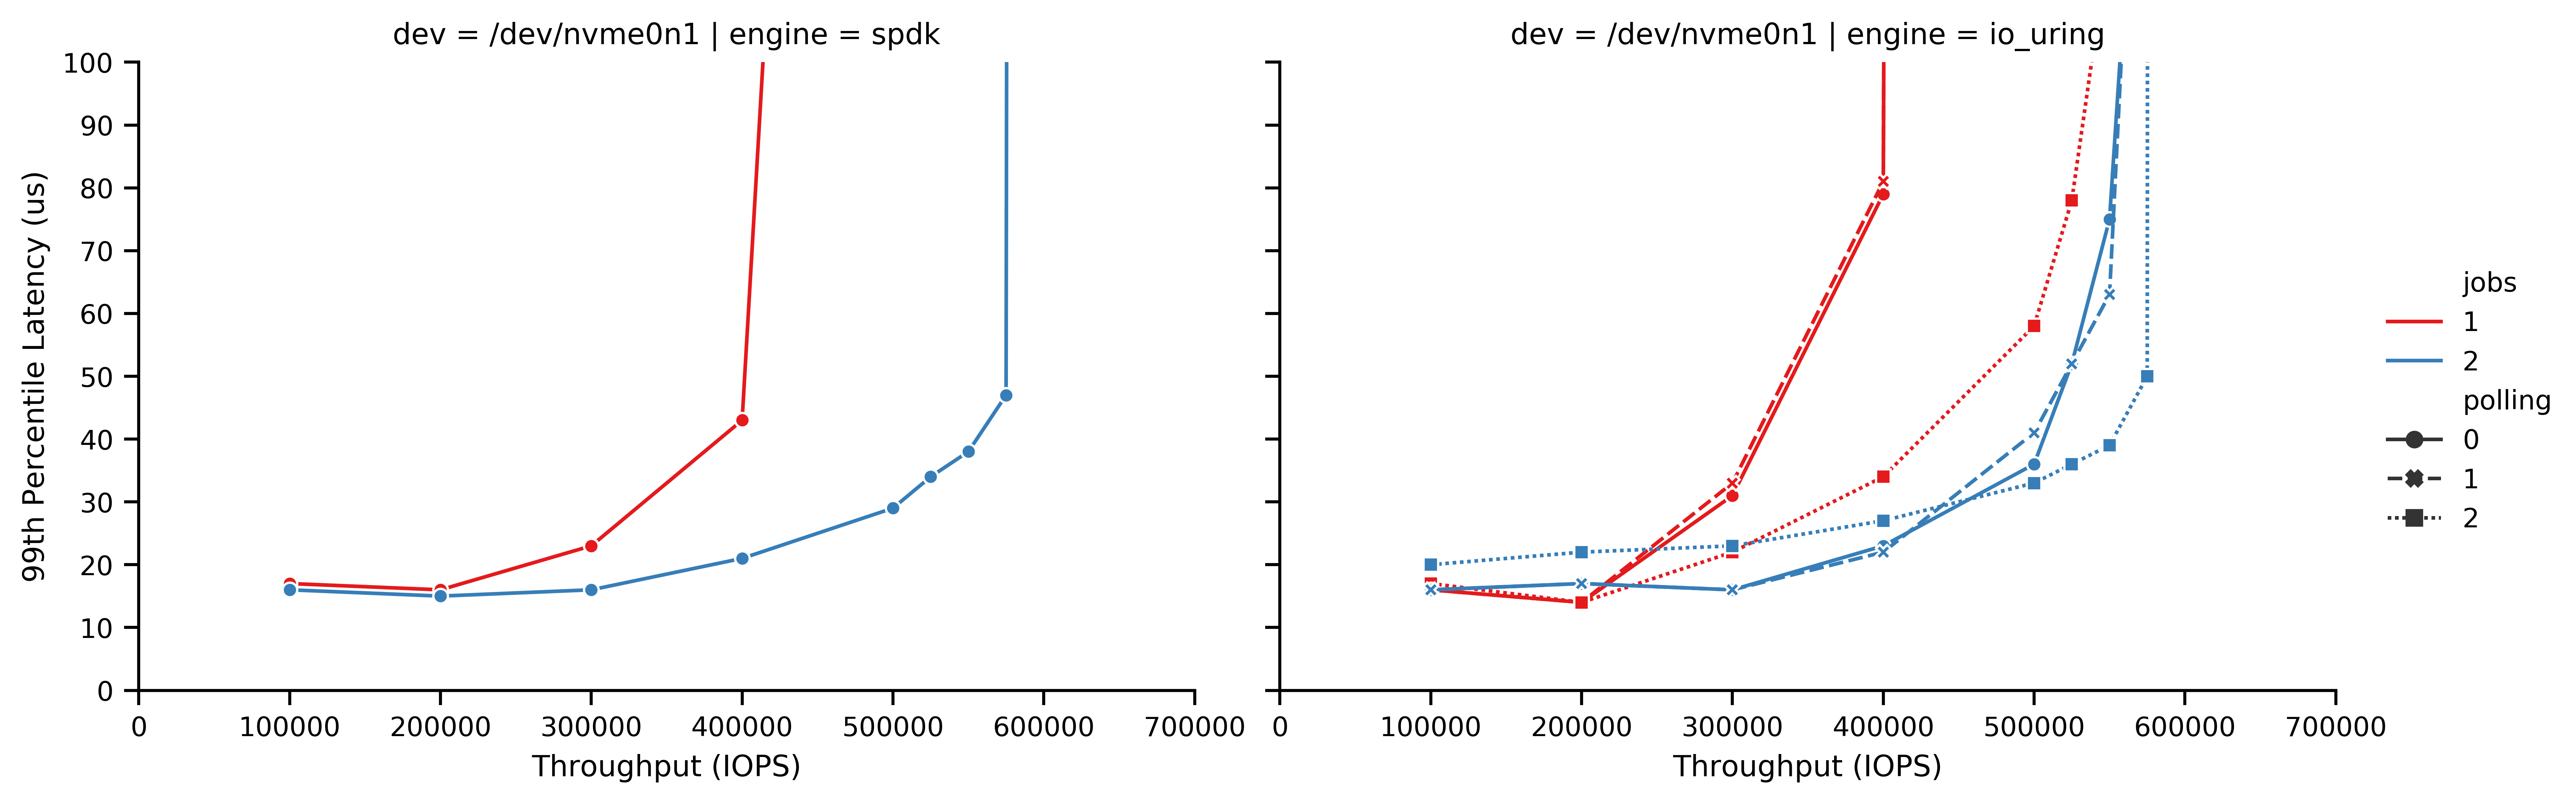 dev = /dev/nvme0n1 | engine = spdk
100
90
80
70
60
50
40
30
20
10
0
99th Percentile Latency (us)
0 100000 200000 300000 400000 500000 600000 700000
Throughput (IOPS)
dev = /dev/nvme0n1 | engine = io_uring
0 100000 200000 300000 400000 500000 600000 700000
Throughput (IOPS)
jobs
1
2
polling
0
1
2